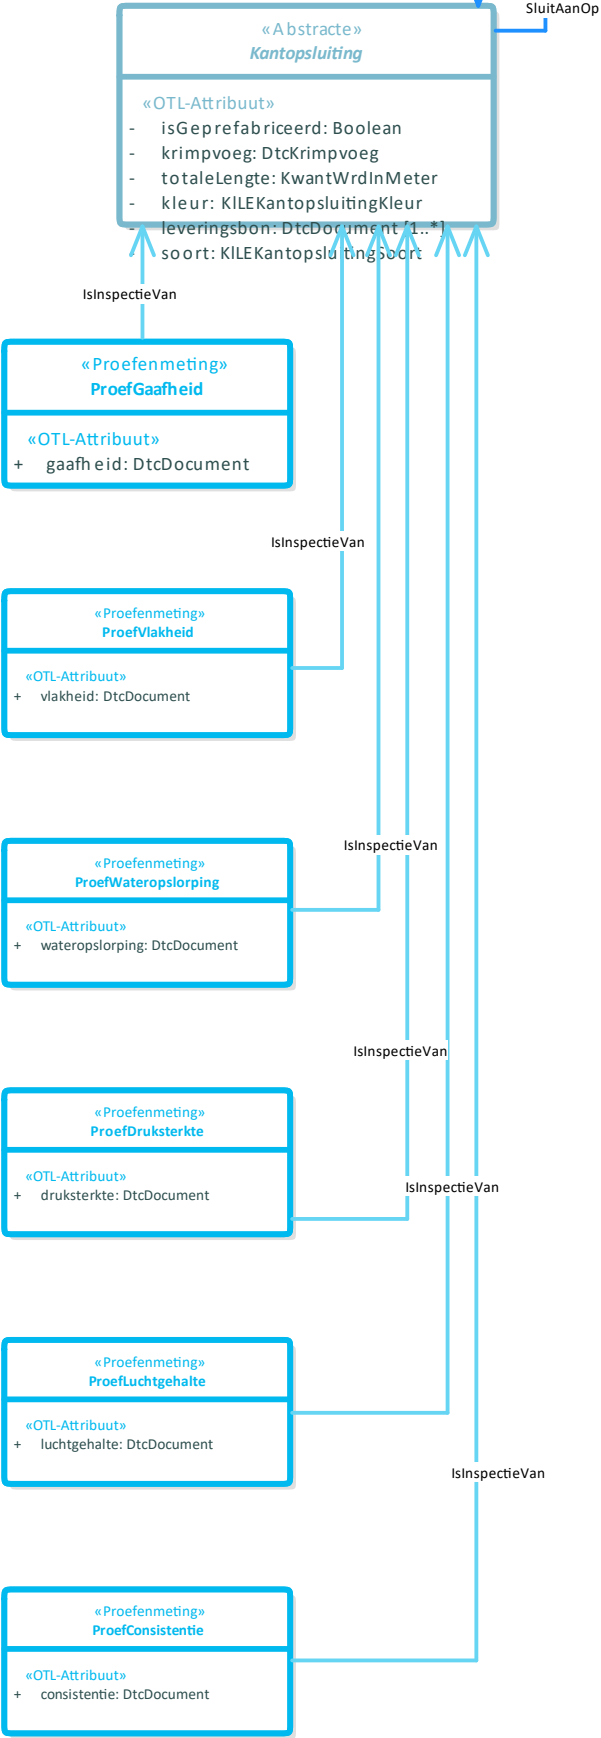 SluitAanOp
«Abstracte»
Kantopsluiting
«OTL-Attribuut»
- isGeprefabriceerd: Boolean
- krimpvoeg: DtcKrimpvoeg
- totaleLengte: KwantWrdInMeter
- kleur: KlLEKantopsluitingKleur
- leveringsbon: DtcDocument [1..*]
- soort: KlLEKantopsluitingSoort
IsInspectieVan
«Proefenmeting»
ProefGaafheid
«OTL-Attribuut»
+ gaafheid: DtcDocument
IsInspectieVan
«Proefenmeting»
ProefVlakheid
«OTL-Attribuut»
+ vlakheid: DtcDocument
IsInspectieVan
«Proefenmeting»
ProefWateropslorping
«OTL-Attribuut»
+ wateropslorping: DtcDocument
IsInspectieVan
«Proefenmeting»
ProefDruksterkte
«OTL-Attribuut»
+ druksterkte: DtcDocument
IsInspectieVan
«Proefenmeting»
ProefLuchtgehalte
«OTL-Attribuut»
+ luchtgehalte: DtcDocument
IsInspectieVan
«Proefenmeting»
ProefConsistentie
«OTL-Attribuut»
+ consistentie: DtcDocument